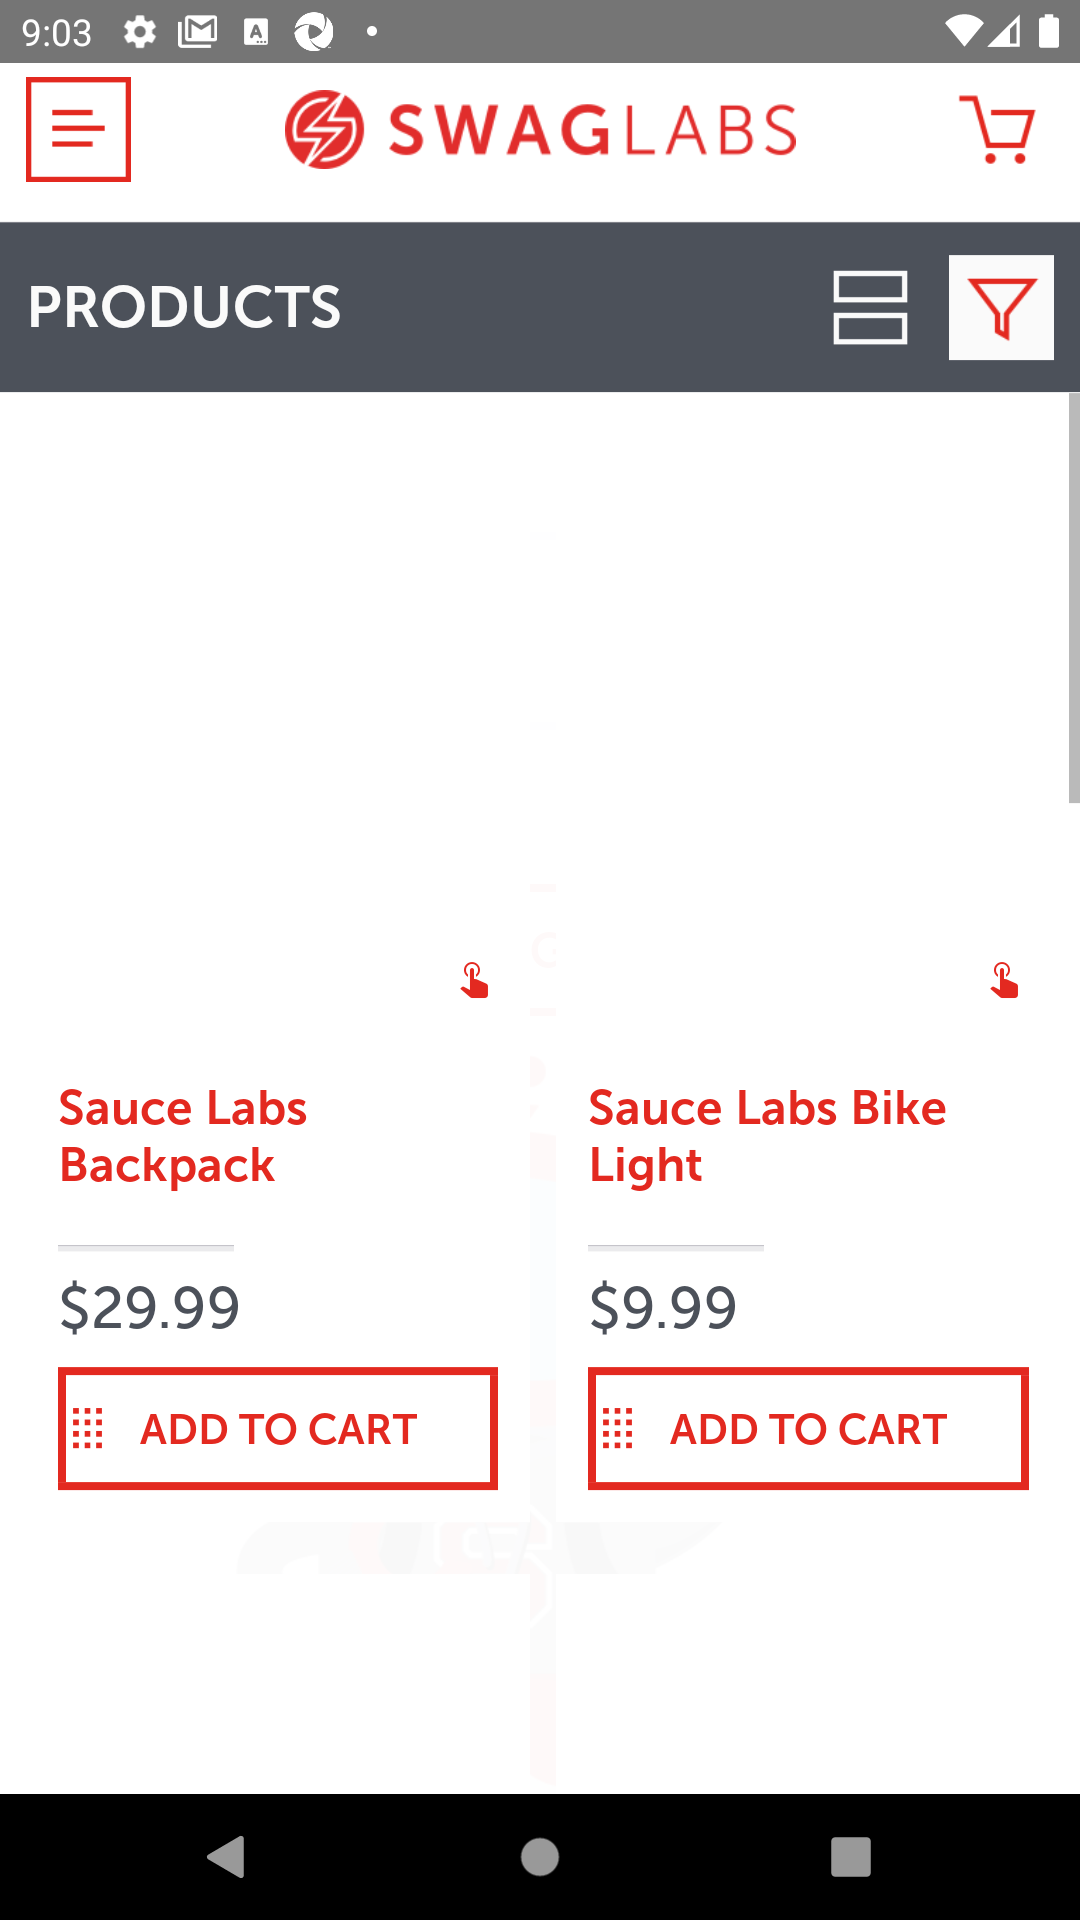 9:03
SWAGLABS
PRODUCTS
Sauce Labs
Backpack
Sauce Labs Bike
Light
$29.99
$9.99
ADD TO CART
ADD TO CART